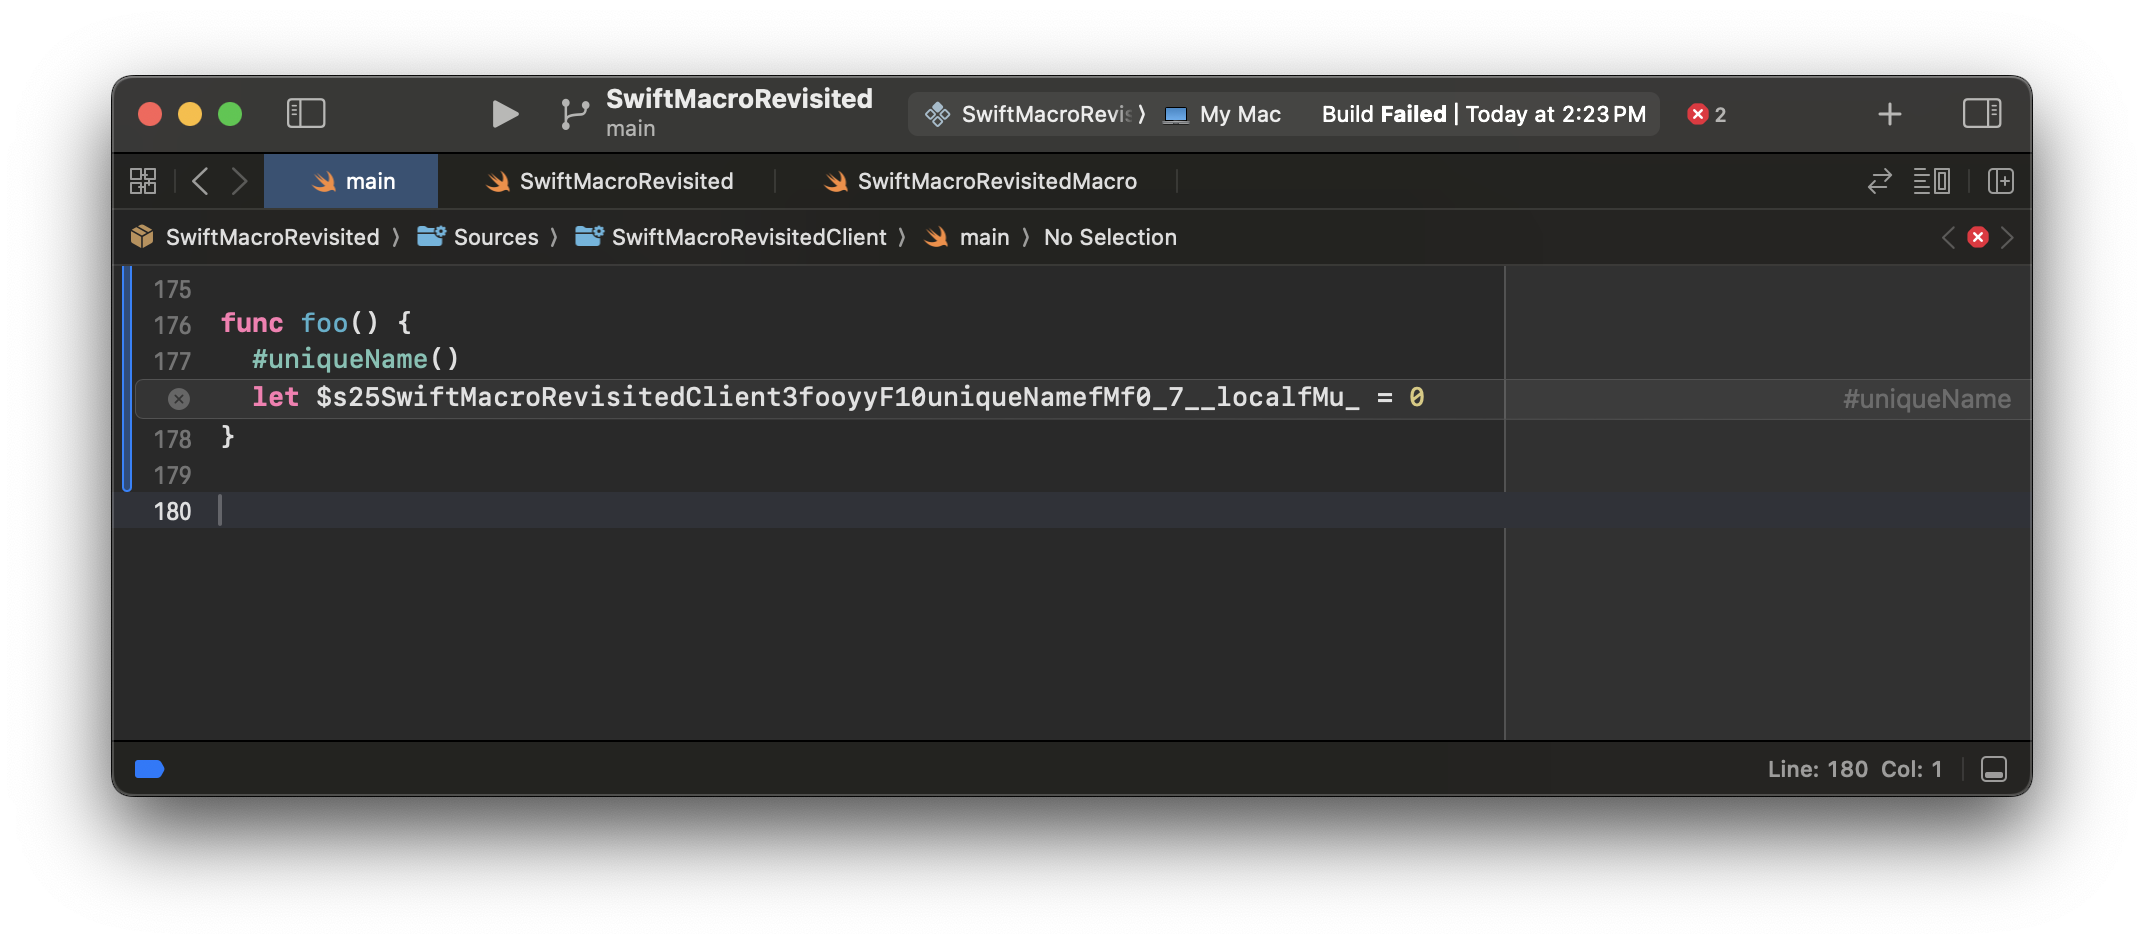 SwiftMacroRevisited
main
SwiftMacroRevis⟩ My Mac Build Failed | Today at 2:23 PM 2
main SwiftMacroRevisited SwiftMacroRevisitedMacro
SwiftMacroRevisited ⟩ Sources ⟩ SwiftMacroRevisitedClient ⟩ main ⟩ No Selection
175
176 func foo() {
177 #uniqueName()
let $s25SwiftMacroRevisitedClient3fooyyF10uniqueNamefMf0_7__localfMu_ = 0 #uniqueName
178 }
179
180
Line: 180 Col: 1